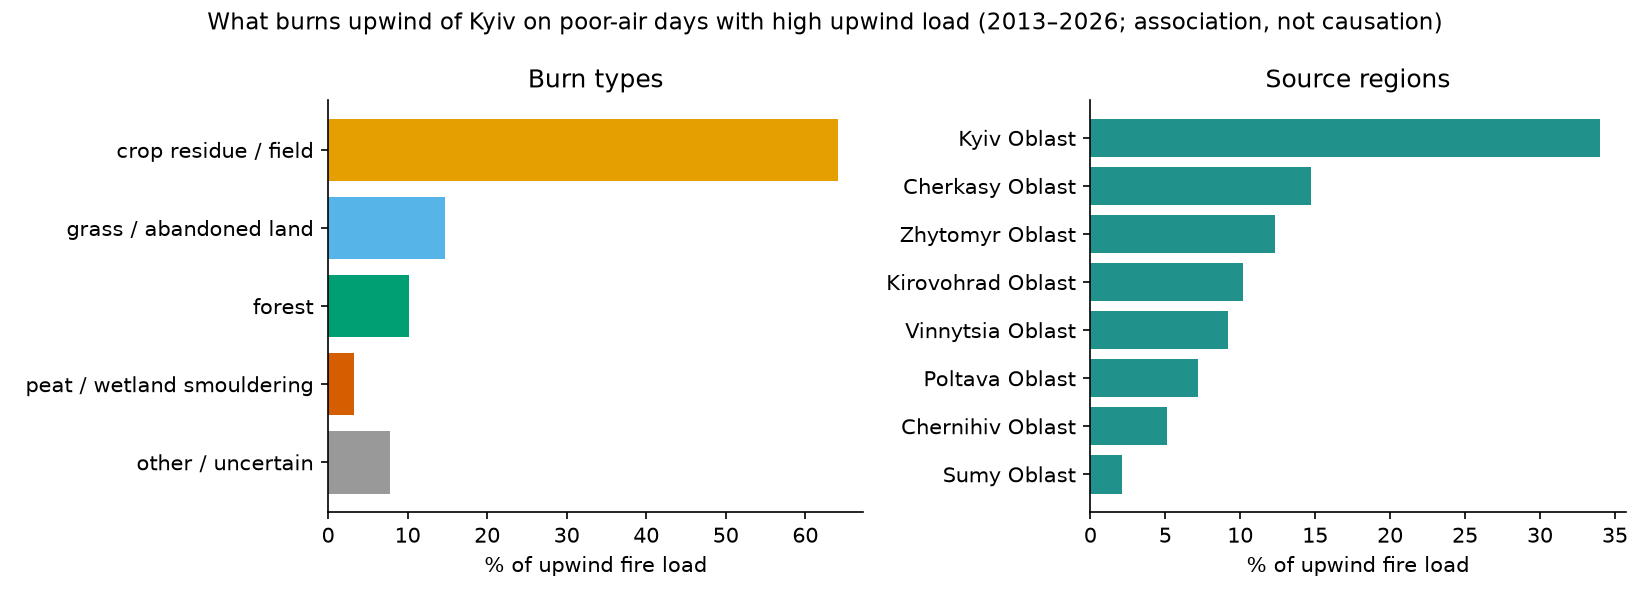 What burns upwind of Kyiv on poor-air days with high upwind load (2013–2026; association, not causation)
Burn types
crop residue / field
grass / abandoned land
forest
peat / wetland smouldering
other / uncertain
0 10 20 30 40 50 60
% of upwind fire load
Source regions
Kyiv Oblast
Cherkasy Oblast
Zhytomyr Oblast
Kirovohrad Oblast
Vinnytsia Oblast
Poltava Oblast
Chernihiv Oblast
Sumy Oblast
0 5 10 15 20 25 30 35
% of upwind fire load